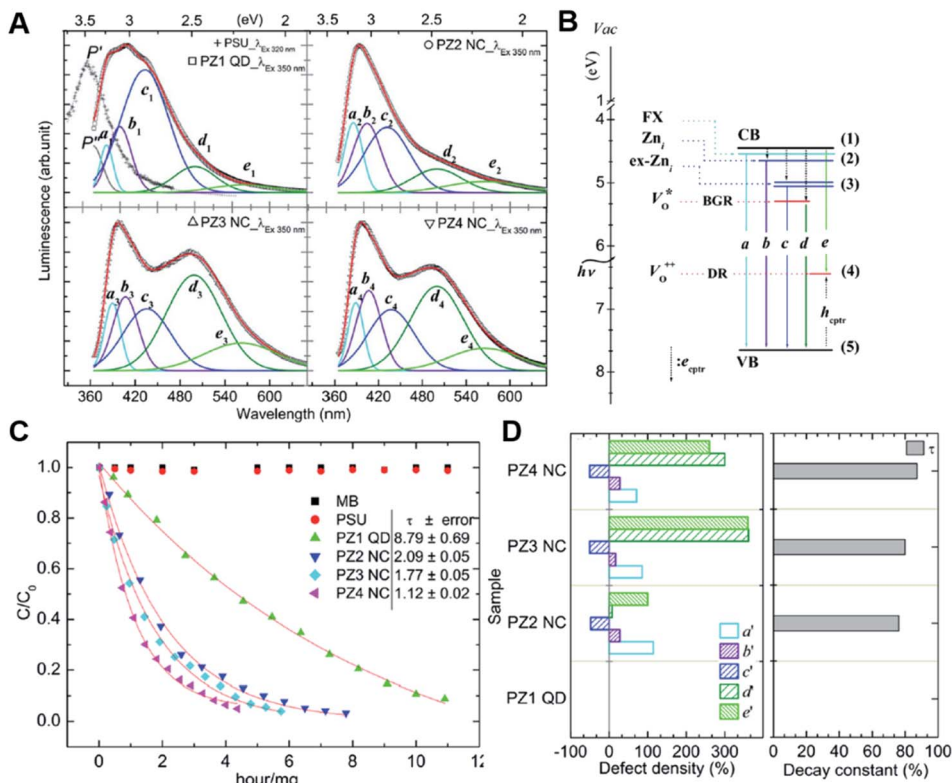 A
3.5 3 2.5 (eV) 2
3.5 3 2.5 2
+ PSU_λEx 320 nm
□ PZ1 QD_λEx 350 nm
P'
P''
a
b1
c1
d1
e1
○ PZ2 NC_λEx 350 nm
a2
b2
c2
d2
e2
△ PZ3 NC_λEx 350 nm
a3
b3
c3
d3
e3
▽ PZ4 NC_λEx 350 nm
a4
b4
c4
d4
e4
Luminescence (arb.unit)
360 420 480 540 600
360 420 480 540 600
Wavelength (nm)
B
Vac
(eV)
1
4
5
6
hν
7
8
FX
Zni
ex-Zni
VO*
BGR
VO++
DR
CB
(1)
(2)
(3)
(4)
(5)
a b c d e
hcptr
VB
:ecptr
C
C/C0
1.0
0.8
0.6
0.4
0.2
0.0
■ MB
● PSU τ ± error
▲ PZ1 QD 8.79 ± 0.69
▼ PZ2 NC 2.09 ± 0.05
◆ PZ3 NC 1.77 ± 0.05
◀ PZ4 NC 1.12 ± 0.02
0 2 4 6 8 10 12
hour/mg
D
Sample
PZ4 NC
PZ3 NC
PZ2 NC
PZ1 QD
a'
b'
c'
d'
e'
-100 0 100 200 300
Defect density (%)
τ
0 20 40 60 80 100
Decay constant (%)